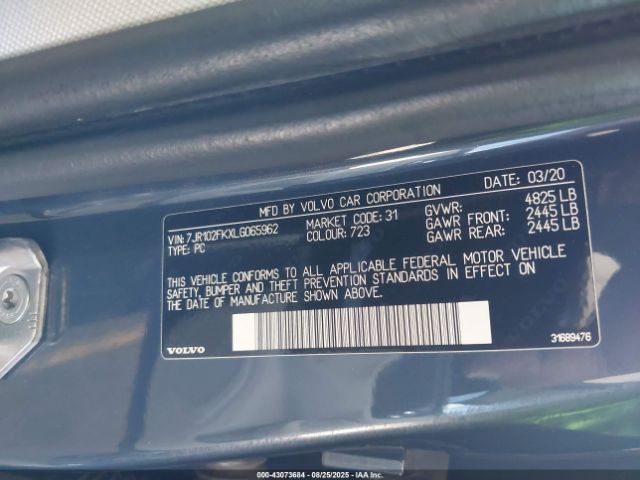 MFD BY VOLVO CAR CORPORATION DATE: 03/20
VIN: 7JR102FKXLG065962 MARKET CODE: 31 GVWR: 4825 LB
TYPE: PC COLOUR: 723 GAWR FRONT: 2445 LB
GAWR REAR: 2445 LB
THIS VEHICLE CONFORMS TO ALL APPLICABLE FEDERAL MOTOR VEHICLE
SAFETY, BUMPER AND THEFT PREVENTION STANDARDS IN EFFECT ON
THE DATE OF MANUFACTURE SHOWN ABOVE.
VOLVO 31689476
000-43073684 - 08/25/2025 - IAA Inc.